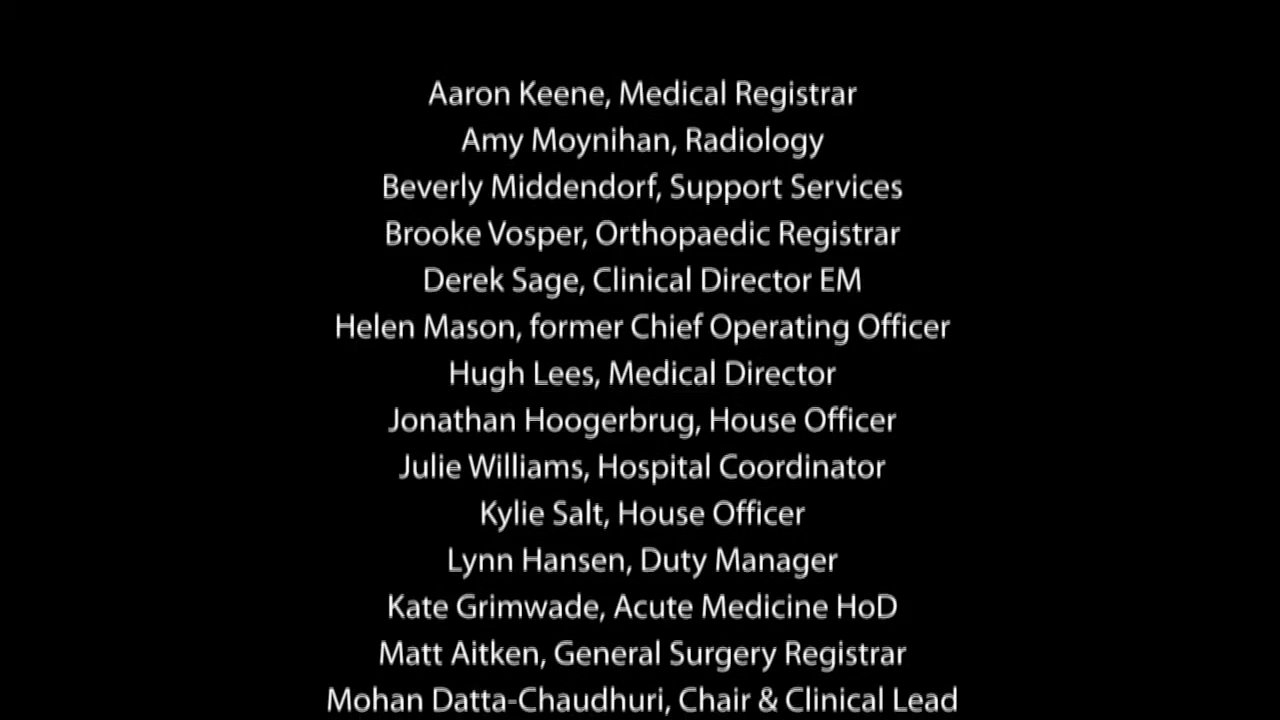 Aaron Keene, Medical Registrar
Amy Moynihan, Radiology
Beverly Middendorf, Support Services
Brooke Vosper, Orthopaedic Registrar
Derek Sage, Clinical Director EM
Helen Mason, former Chief Operating Officer
Hugh Lees, Medical Director
Jonathan Hoogerbrug, House Officer
Julie Williams, Hospital Coordinator
Kylie Salt, House Officer
Lynn Hansen, Duty Manager
Kate Grimwade, Acute Medicine HoD
Matt Aitken, General Surgery Registrar
Mohan Datta-Chaudhuri, Chair & Clinical Lead